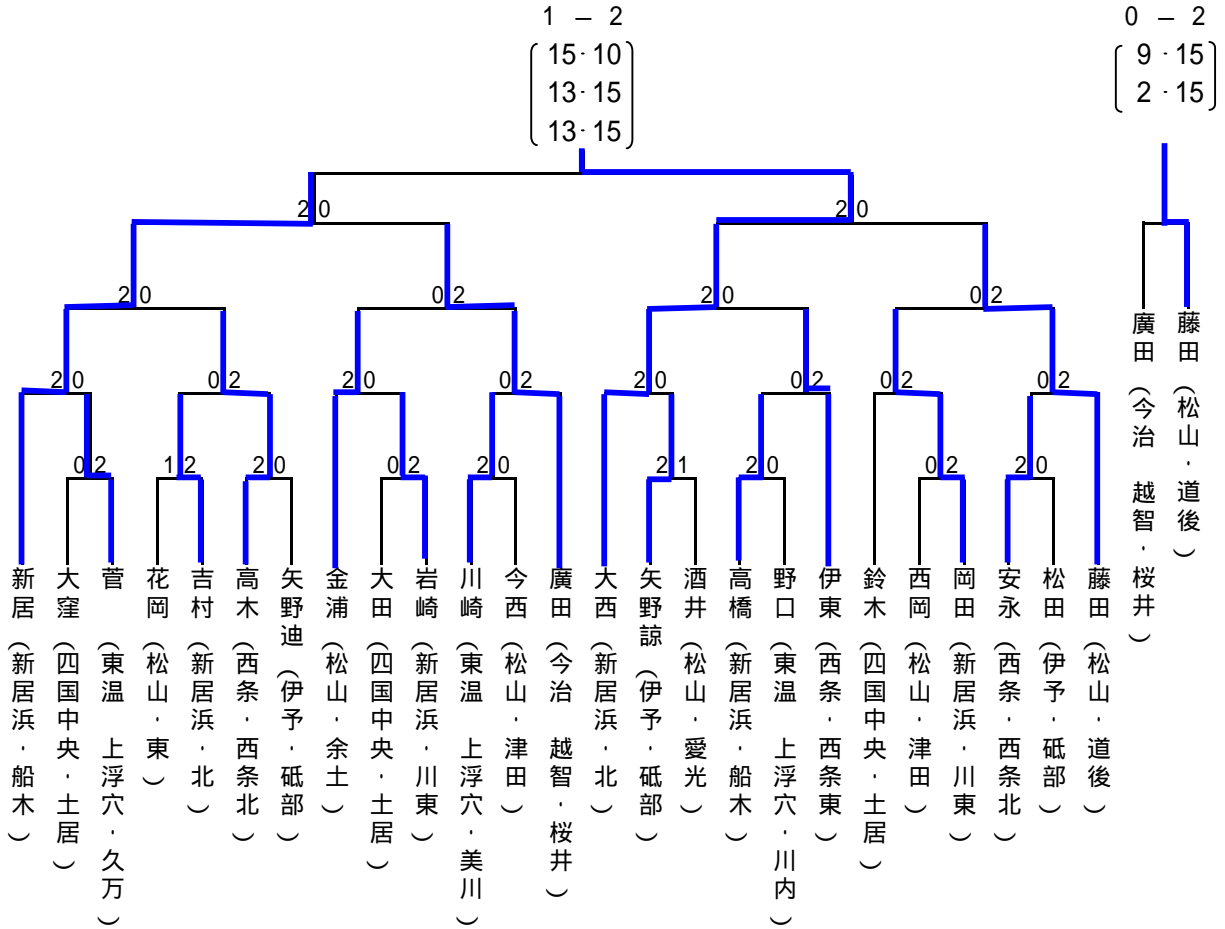 1 － 2
15・10
13・15
13・15
0 － 2
9・15
2・15
2 0
2 0
2 0
0 2
2 0
0 2
2 0
0 2
2 0
0 2
2 0
0 2
0 2
0 2
0 2
1 2
2 0
0 2
2 0
2 1
2 0
0 2
2 0
新居（新居浜・船木）
大窪（四国中央・土居）
菅（東温 上浮穴・久万）
花岡（松山・東）
吉村（新居浜・北）
高木（西条・西条北）
矢野迪（伊予・砥部）
金浦（松山・余土）
大田（四国中央・土居）
岩崎（新居浜・川東）
川崎（東温 上浮穴・美川）
今西（松山・津田）
廣田（今治 越智・桜井）
大西（新居浜・北）
矢野諒（伊予・砥部）
酒井（松山・愛光）
高橋（新居浜・船木）
野口（東温 上浮穴・川内）
伊東（西条・西条東）
鈴木（四国中央・土居）
西岡（松山・津田）
岡田（新居浜・川東）
安永（西条・西条北）
松田（伊予・砥部）
藤田（松山・道後）
廣田（今治 越智・桜井）
藤田（松山・道後）